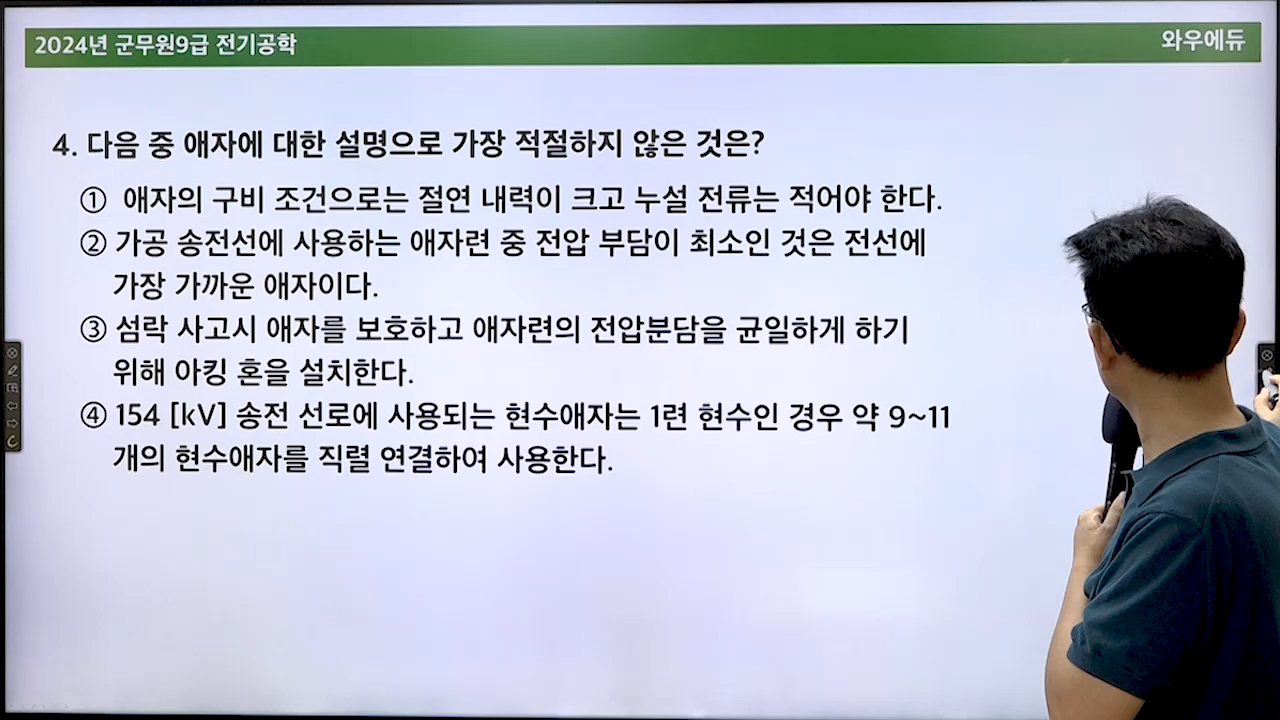 2024년 군무원9급 전기공학
와우에듀
4. 다음 중 애자에 대한 설명으로 가장 적절하지 않은 것은?
① 애자의 구비 조건으로는 절연 내력이 크고 누설 전류는 적어야 한다.
② 가공 송전선에 사용하는 애자련 중 전압 부담이 최소인 것은 전선에
가장 가까운 애자이다.
③ 섬락 사고시 애자를 보호하고 애자련의 전압분담을 균일하게 하기
위해 아킹 혼을 설치한다.
④ 154 [kV] 송전 선로에 사용되는 현수애자는 1련 현수인 경우 약 9~11
개의 현수애자를 직렬 연결하여 사용한다.